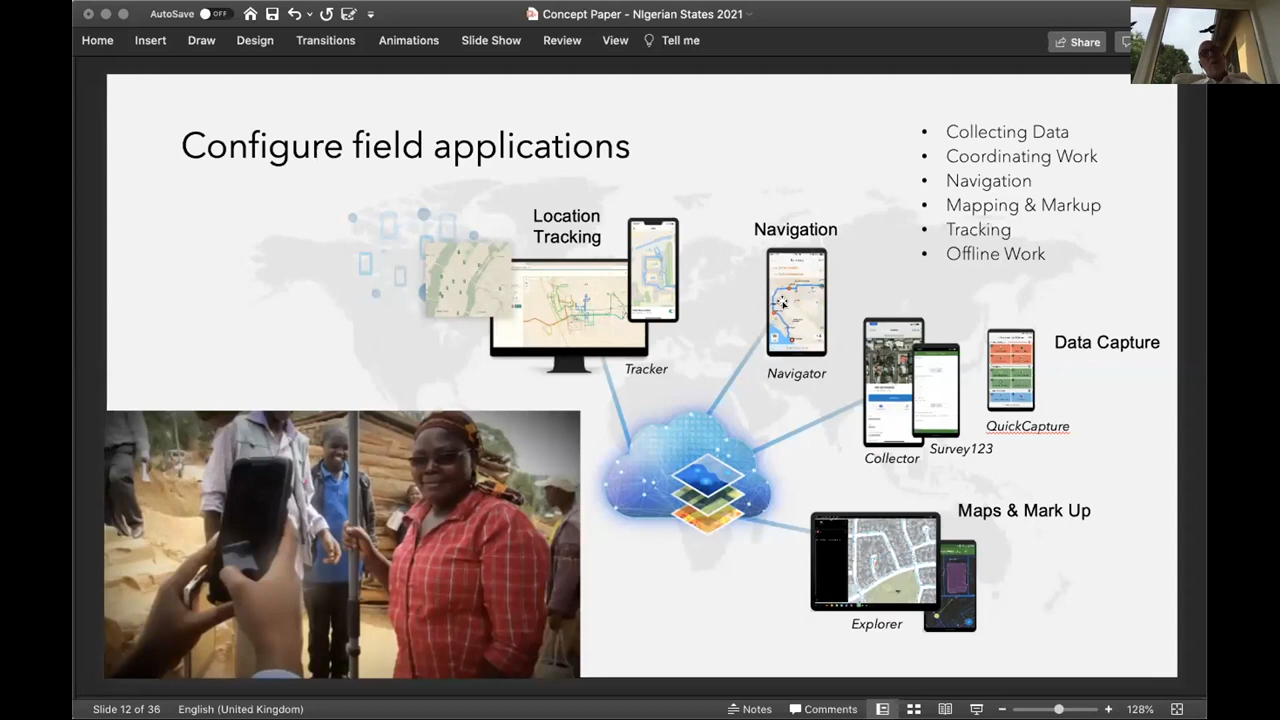 AutoSave OFF
Concept Paper - NIgerian States 2021
Home Insert Draw Design Transitions Animations Slide Show Review View Tell me
Share
Configure field applications
• Collecting Data
• Coordinating Work
• Navigation
• Mapping & Markup
• Tracking
• Offline Work
Location
Tracking
Tracker
Navigation
Navigator
Data Capture
Collector
Survey123
QuickCapture
Maps & Mark Up
Explorer
Slide 12 of 36 English (United Kingdom) Notes Comments 128%